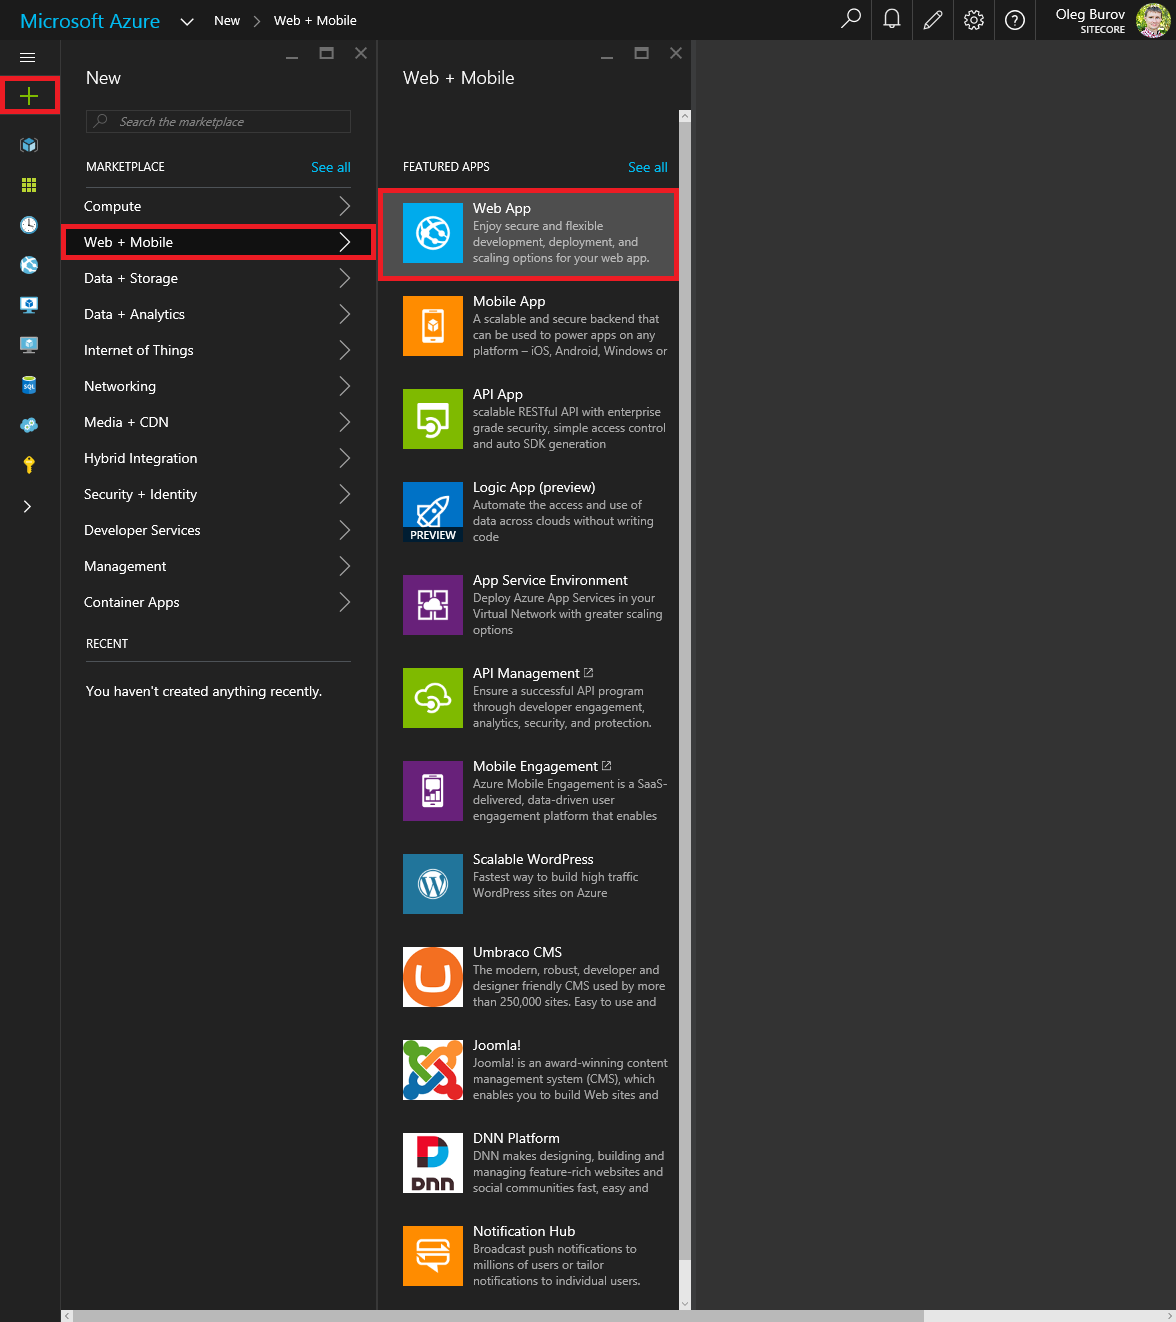 Microsoft Azure
New
Web + Mobile
Oleg Burov
SITECORE
New
Search the marketplace
MARKETPLACE
See all
Compute
Web + Mobile
Data + Storage
Data + Analytics
Internet of Things
Networking
Media + CDN
Hybrid Integration
Security + Identity
Developer Services
Management
Container Apps
RECENT
You haven't created anything recently.
SQL
Web + Mobile
FEATURED APPS
See all
Web App
Enjoy secure and flexible
development, deployment, and
scaling options for your web app.
Mobile App
A scalable and secure backend that
can be used to power apps on any
platform – iOS, Android, Windows or
API App
scalable RESTful API with enterprise
grade security, simple access control
and auto SDK generation
PREVIEW
Logic App (preview)
Automate the access and use of
data across clouds without writing
code
App Service Environment
Deploy Azure App Services in your
Virtual Network with greater scaling
options
API Management
Ensure a successful API program
through developer engagement,
analytics, security, and protection.
Mobile Engagement
Azure Mobile Engagement is a SaaS-
delivered, data-driven user
engagement platform that enables
Scalable WordPress
Fastest way to build high traffic
WordPress sites on Azure
Umbraco CMS
The modern, robust, developer and
designer friendly CMS used by more
than 250,000 sites. Easy to use and
Joomla!
Joomla! is an award-winning content
management system (CMS), which
enables you to build Web sites and
DNN
DNN Platform
DNN makes designing, building and
managing feature-rich websites and
social communities fast, easy and
Notification Hub
Broadcast push notifications to
millions of users or tailor
notifications to individual users.